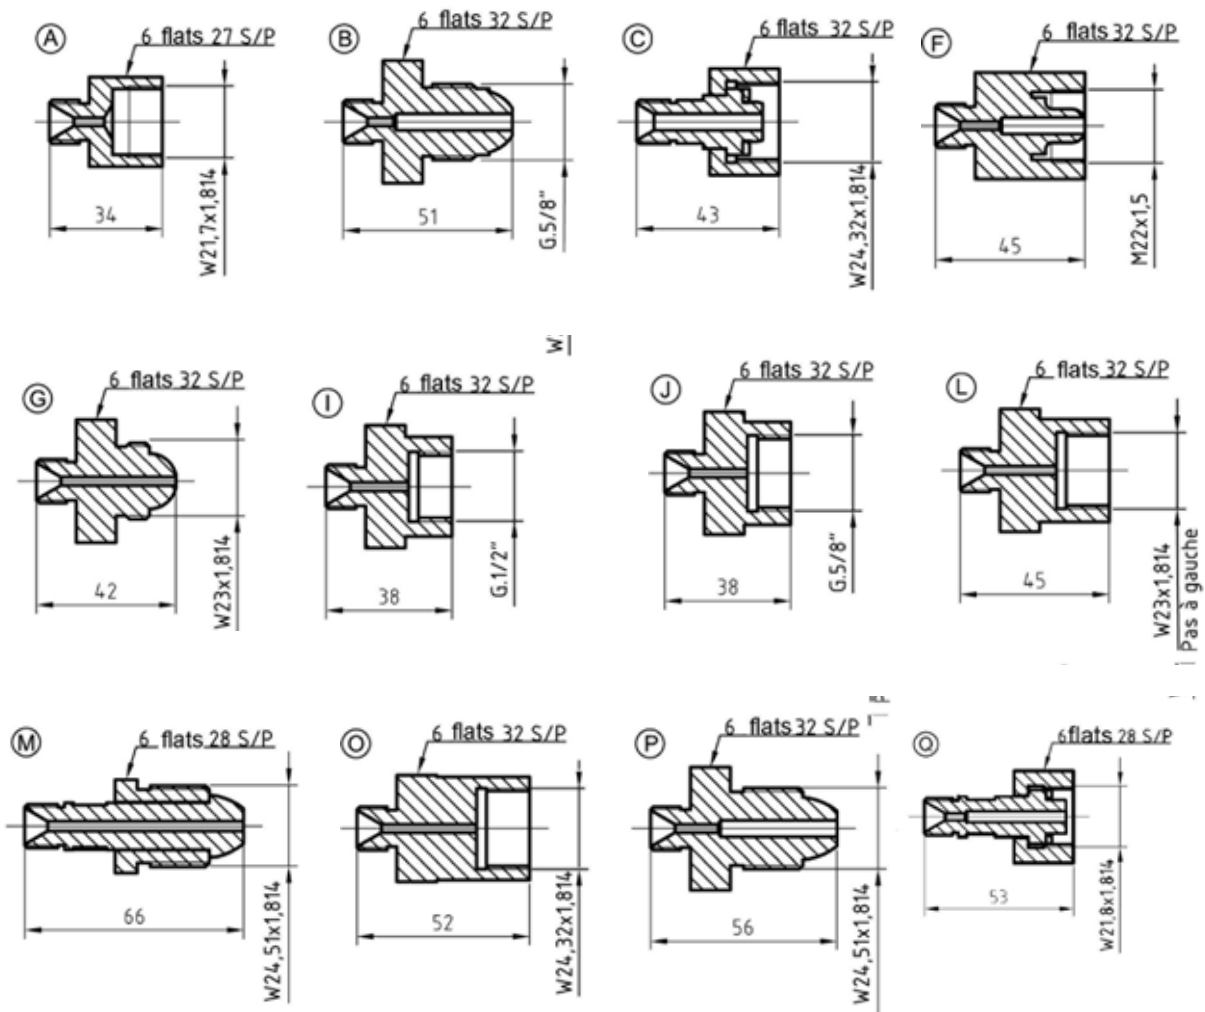 A
6 flats 27 S/P
34
W21,7x1,814
B
6 flats 32 S/P
51
G.5/8"
C
6 flats 32 S/P
43
W24,32x1,814
F
6 flats 32 S/P
45
M22x1,5
G
6 flats 32 S/P
42
W23x1,814
I
6 flats 32 S/P
38
G.1/2"
J
6 flats 32 S/P
38
G.5/8"
L
6 flats 32 S/P
45
W23x1,814
Pas à gauche
M
6 flats 28 S/P
66
W24,51x1,814
O
6 flats 32 S/P
52
W24,32x1,814
P
6 flats 32 S/P
56
W24,51x1,814
Q
6 flats 28 S/P
53
W21,8x1,814